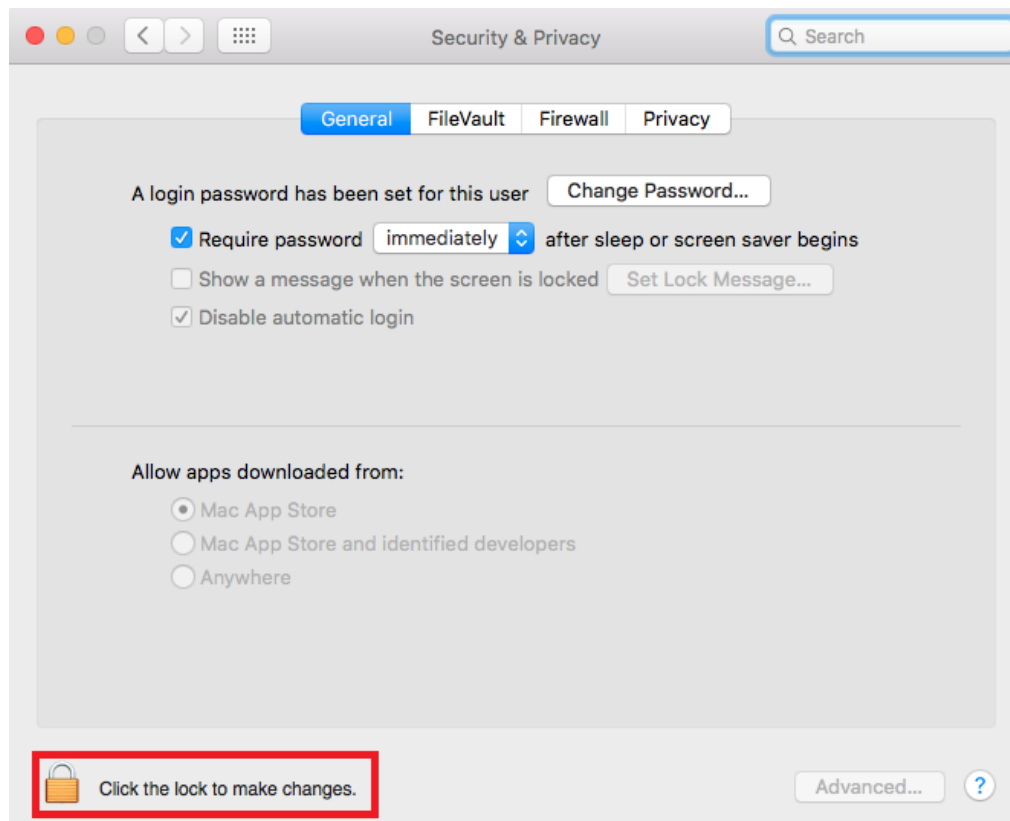 Security & Privacy
Search
General FileVault Firewall Privacy
A login password has been set for this user Change Password...
Require password immediately after sleep or screen saver begins
Show a message when the screen is locked Set Lock Message...
Disable automatic login
Allow apps downloaded from:
Mac App Store
Mac App Store and identified developers
Anywhere
Click the lock to make changes.
Advanced... ?